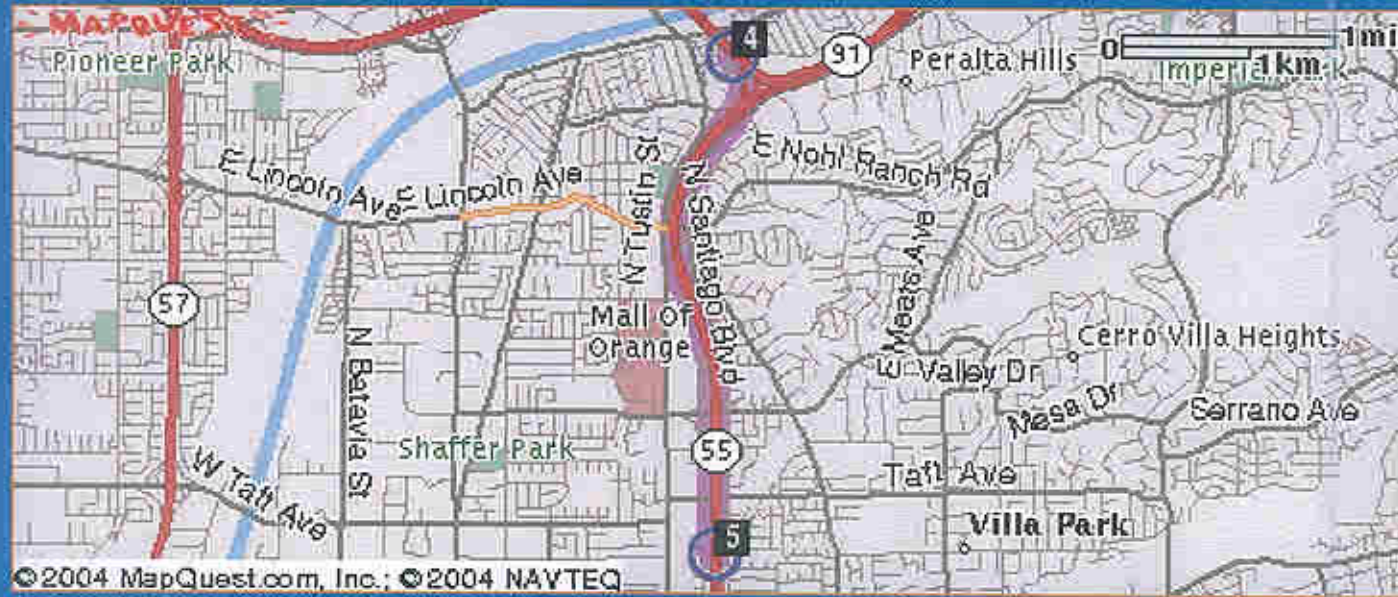 MAPQUEST
Pioneer Park
4
91
Peralta Hills
0
1mi
1km
E Lincoln Ave
E Lincoln Ave
N Tustin St
N Santiago Blvd
E Nohl Ranch Rd
E Meats Ave
57
Mall Of
Orange
Cerro Villa Heights
Valley Dr
N Batavia St
Mesa Dr
Serrano Ave
Shaffer Park
55
W Taft Ave
Taft Ave
5
Villa Park
©2004 MapQuest.com, Inc.; ©2004 NAVTEQ